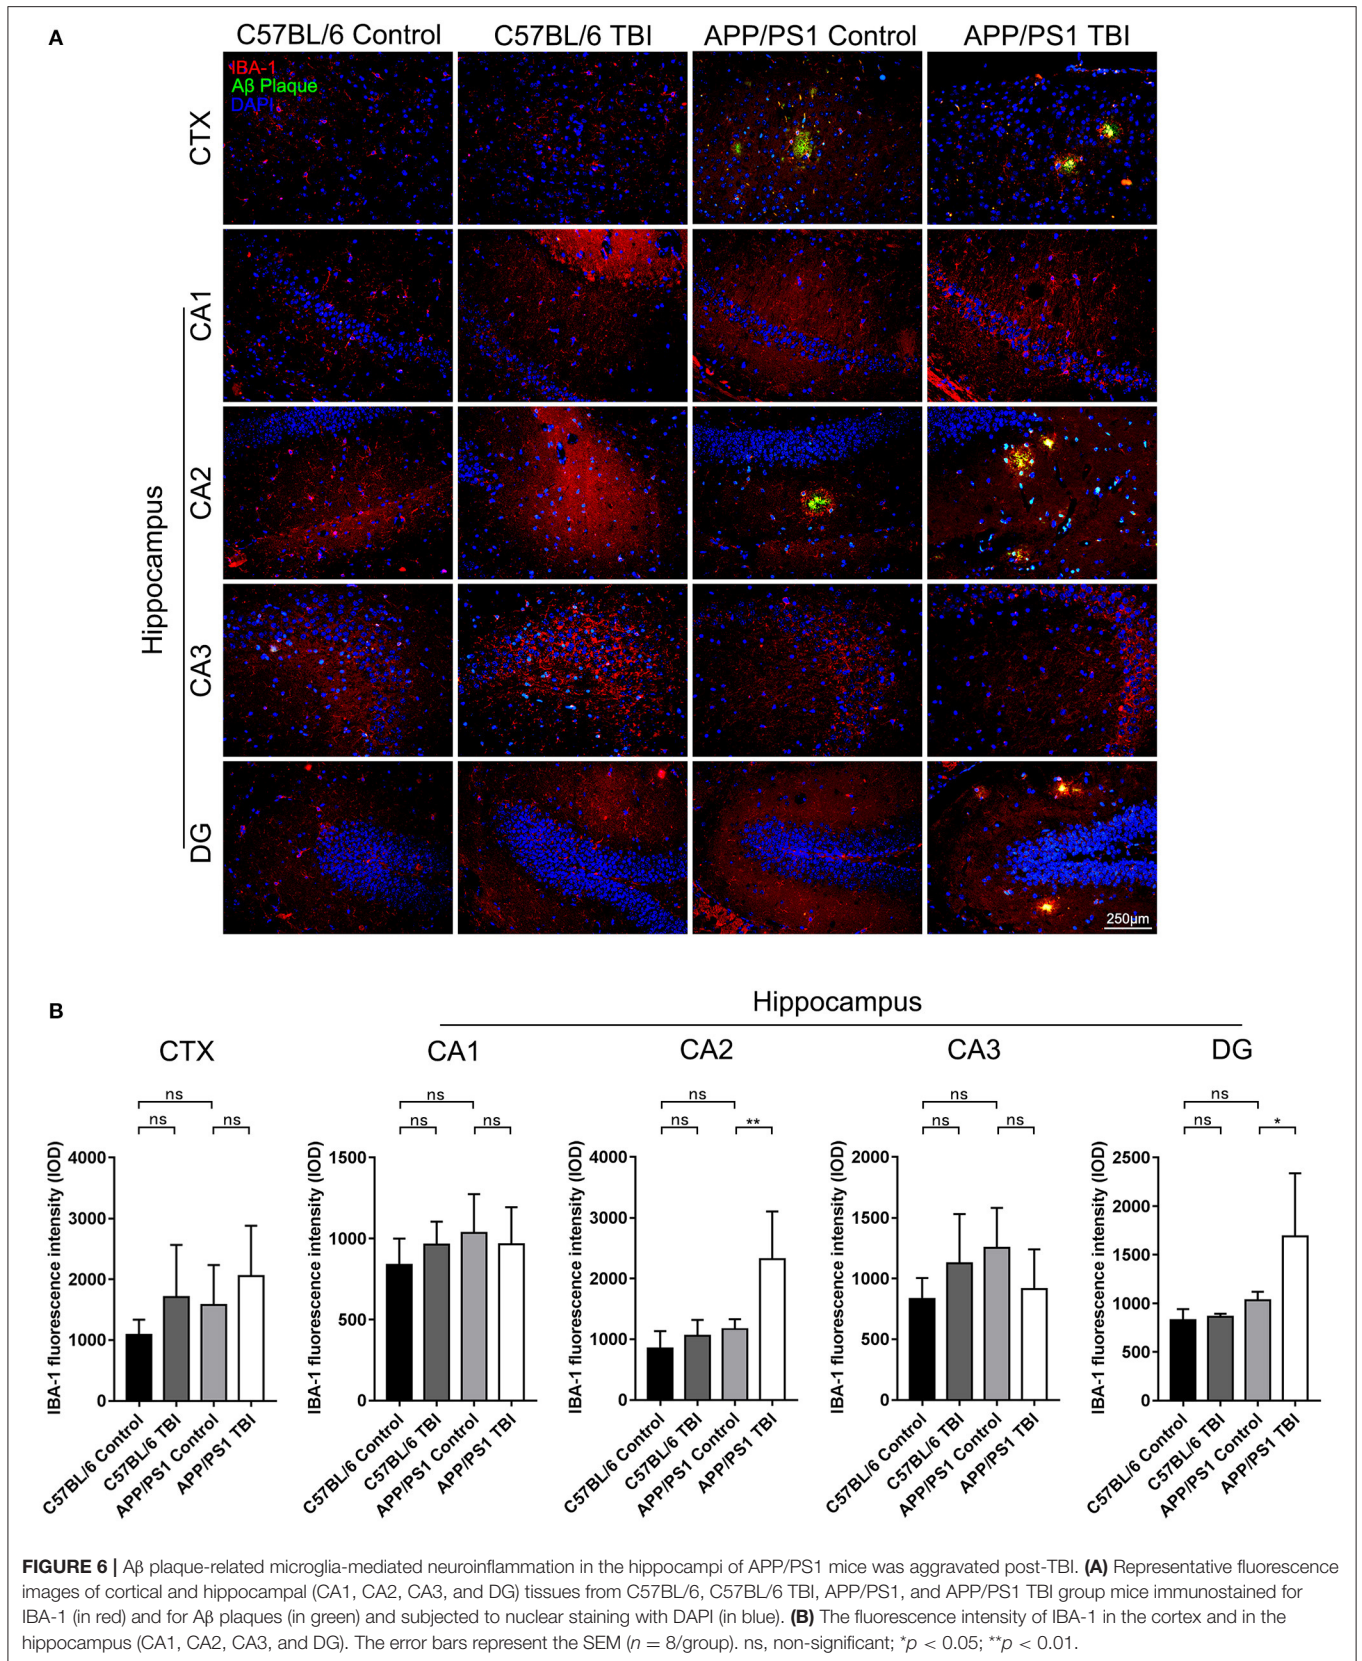 A
C57BL/6 Control C57BL/6 TBI APP/PS1 Control APP/PS1 TBI
IBA-1
Aβ Plaque
DAPI
CTX
Hippocampus
CA1
CA2
CA3
DG
250μm
B
Hippocampus
CTX CA1 CA2 CA3 DG
ns ns ns ns ns
ns ns ns ns ns ** ns ns ns *
IBA-1 fluorescence intensity (IOD)
4000
3000
2000
1000
0
C57BL/6 Control
C57BL/6 TBI
APP/PS1 Control
APP/PS1 TBI
IBA-1 fluorescence intensity (IOD)
1500
1000
500
0
C57BL/6 Control
C57BL/6 TBI
APP/PS1 Control
APP/PS1 TBI
IBA-1 fluorescence intensity (IOD)
4000
3000
2000
1000
0
C57BL/6 Control
C57BL/6 TBI
APP/PS1 Control
APP/PS1 TBI
IBA-1 fluorescence intensity (IOD)
2000
1500
1000
500
0
C57BL/6 Control
C57BL/6 TBI
APP/PS1 Control
APP/PS1 TBI
IBA-1 fluorescence intensity (IOD)
2500
2000
1500
1000
500
0
C57BL/6 Control
C57BL/6 TBI
APP/PS1 Control
APP/PS1 TBI
FIGURE 6 | Aβ plaque-related microglia-mediated neuroinflammation in the hippocampi of APP/PS1 mice was aggravated post-TBI. (A) Representative fluorescence
images of cortical and hippocampal (CA1, CA2, CA3, and DG) tissues from C57BL/6, C57BL/6 TBI, APP/PS1, and APP/PS1 TBI group mice immunostained for
IBA-1 (in red) and for Aβ plaques (in green) and subjected to nuclear staining with DAPI (in blue). (B) The fluorescence intensity of IBA-1 in the cortex and in the
hippocampus (CA1, CA2, CA3, and DG). The error bars represent the SEM (n = 8/group). ns, non-significant; *p < 0.05; **p < 0.01.